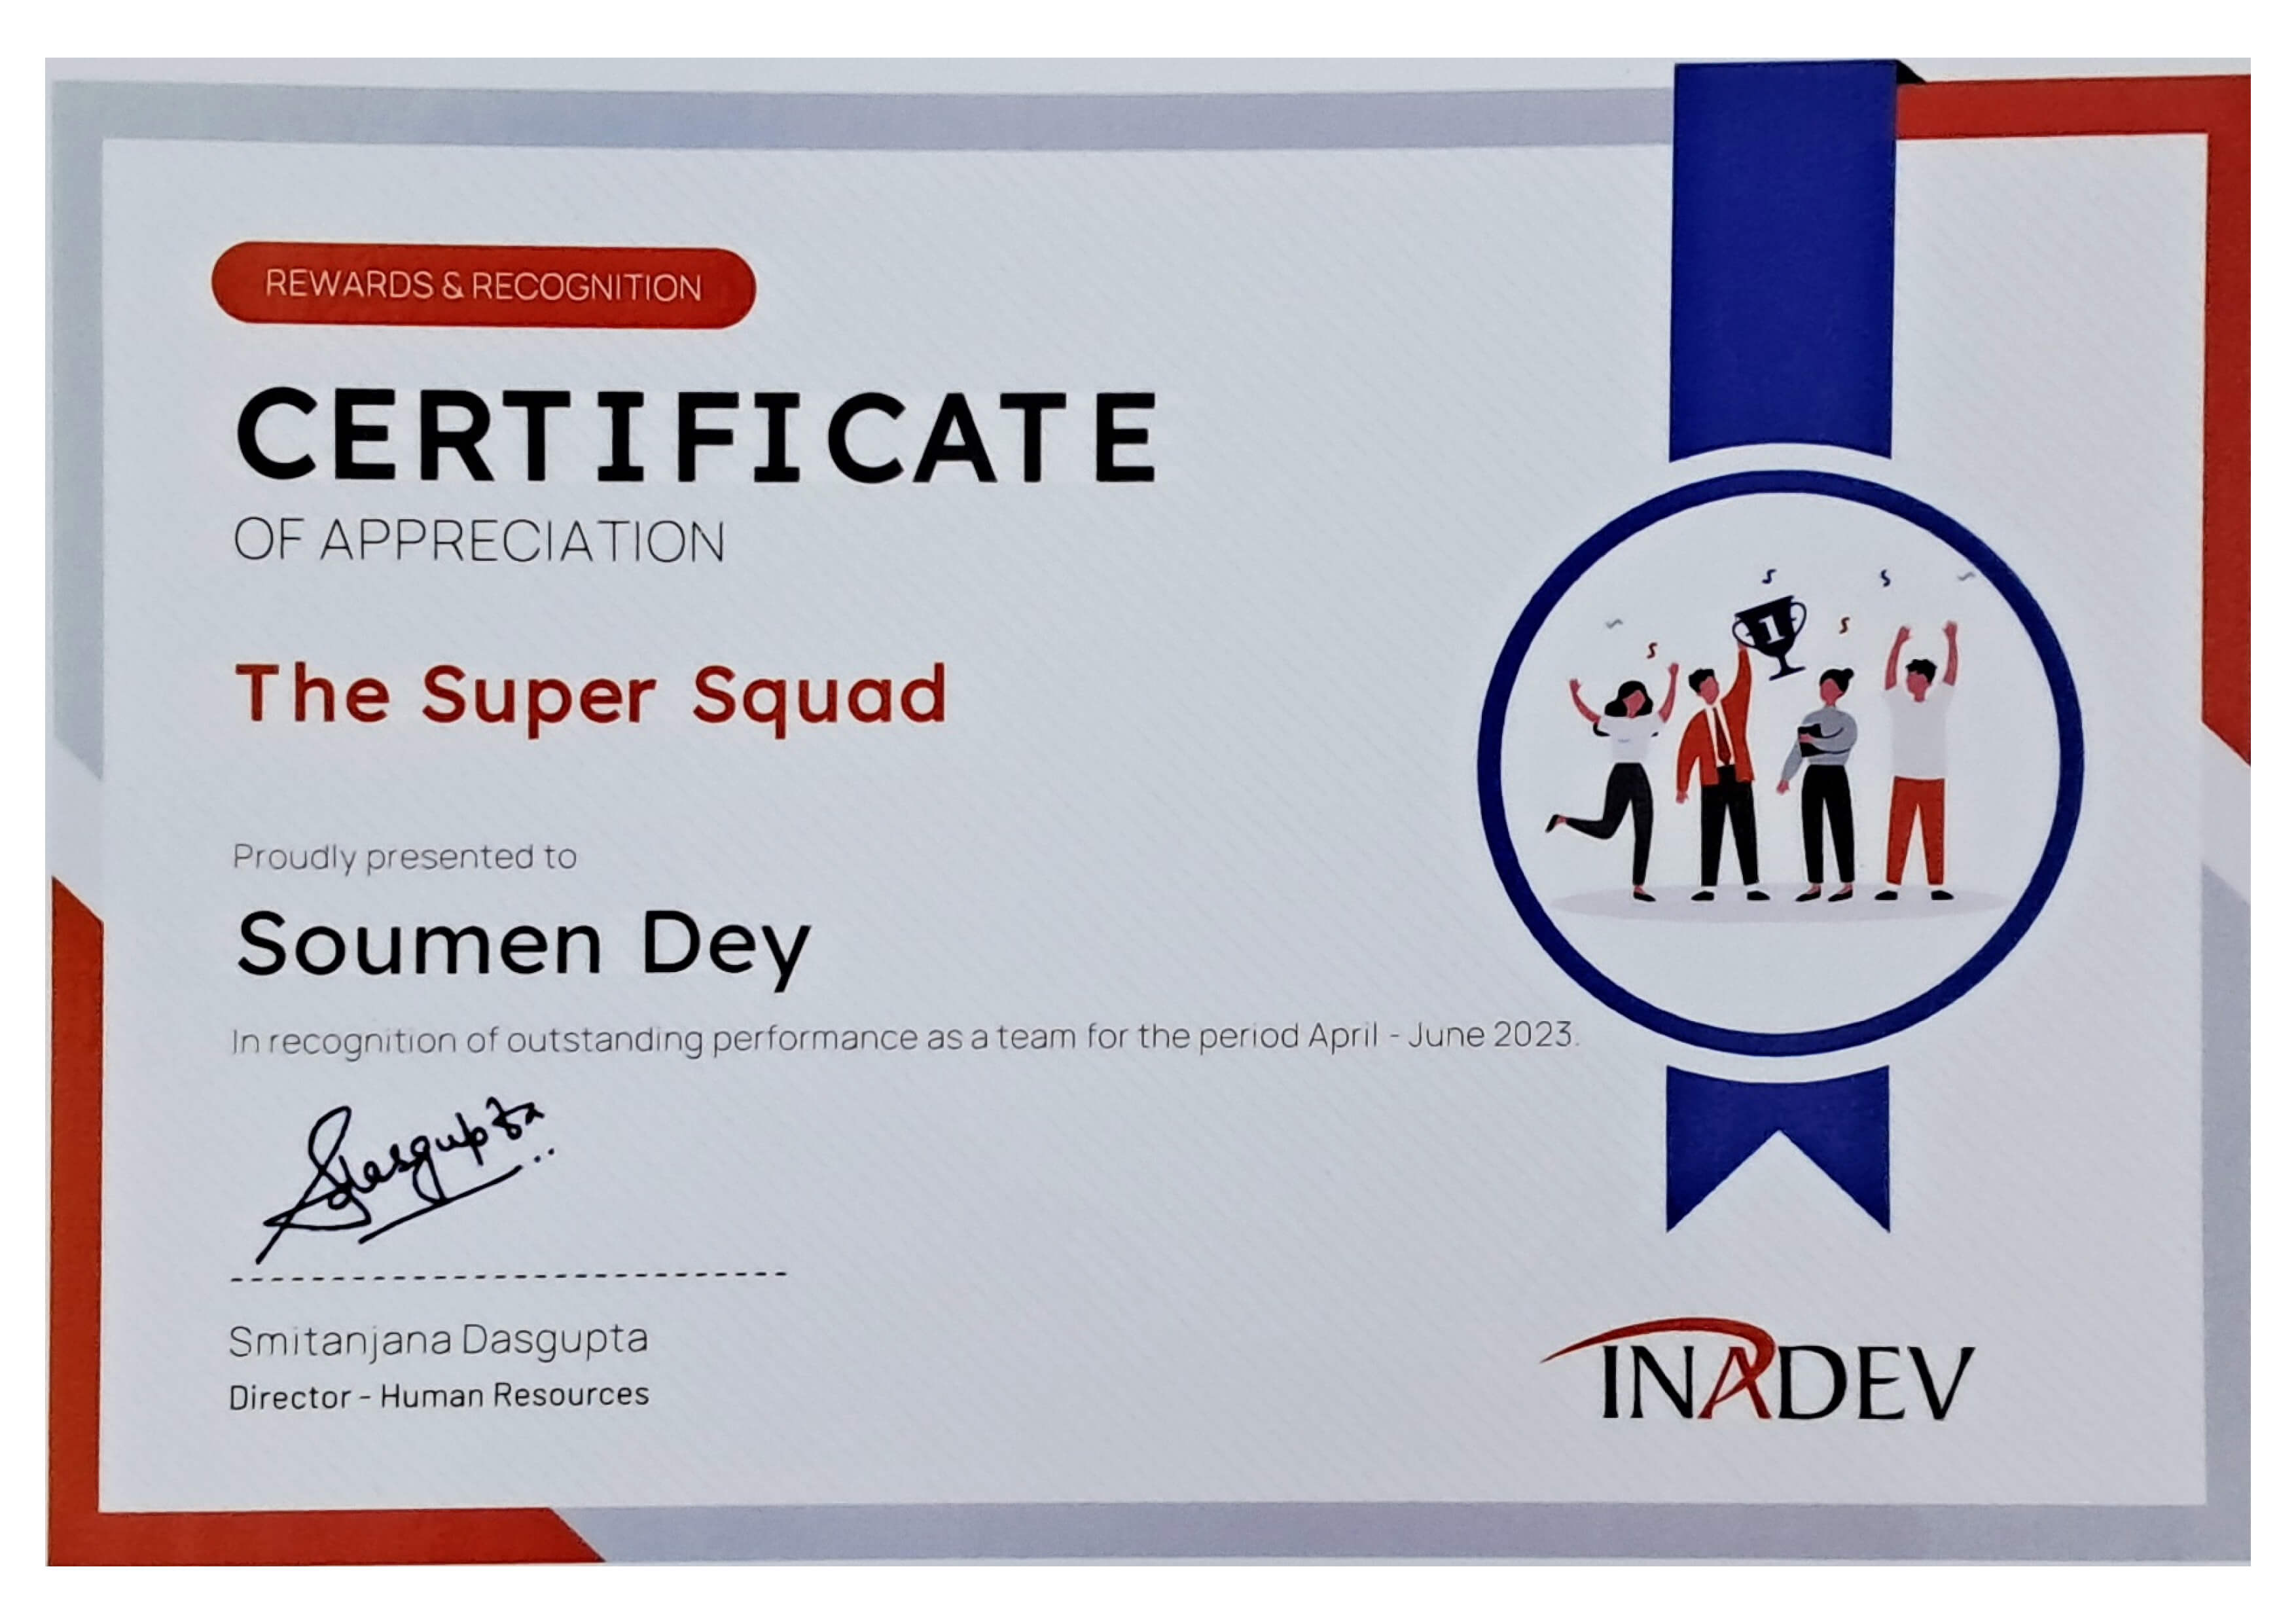 REWARDS & RECOGNITION
CERTIFICATE
OF APPRECIATION
The Super Squad
Proudly presented to
Soumen Dey
In recognition of outstanding performance as a team for the period April - June 2023.
1
SDasgupta
Smitanjana Dasgupta
Director - Human Resources
INADEV